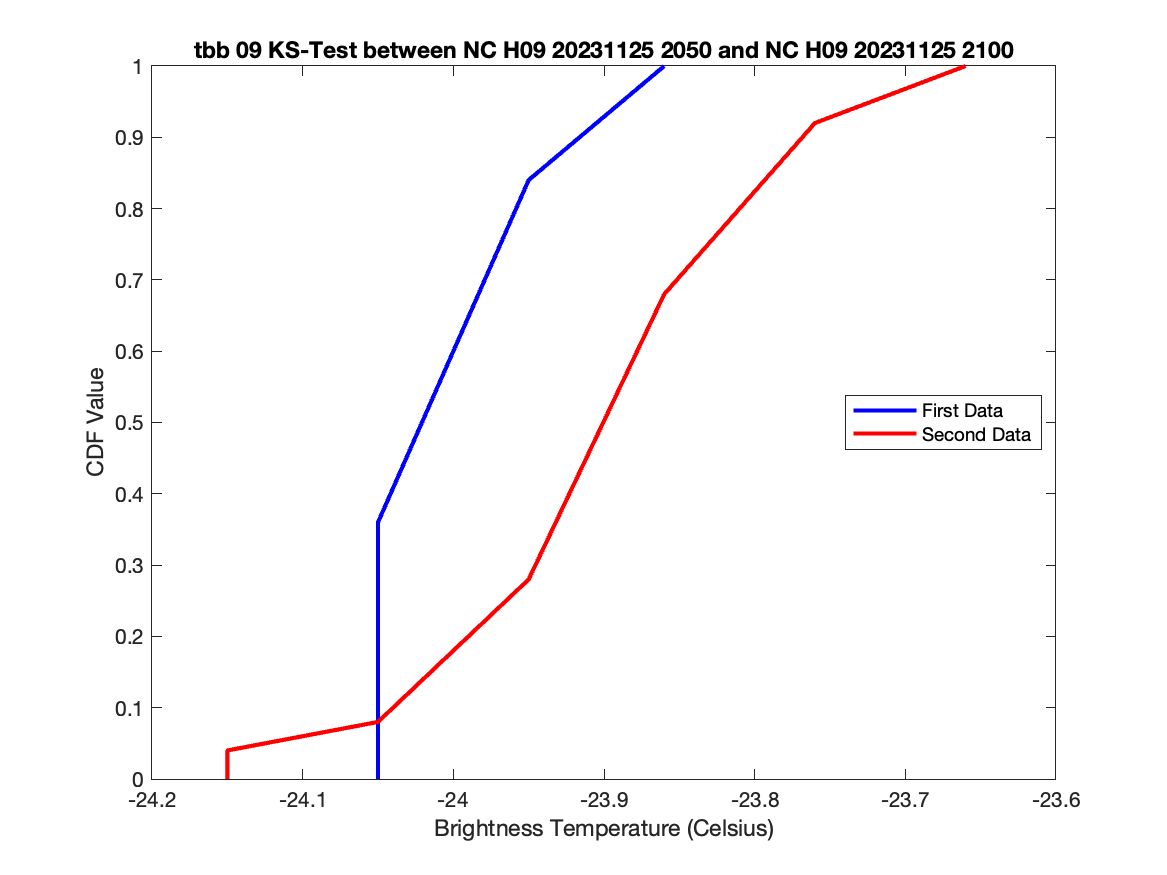 tbb 09 KS-Test between NC H09 20231125 2050 and NC H09 20231125 2100
1
0.9
0.8
0.7
0.6
0.5
0.4
0.3
0.2
0.1
0
CDF Value
First Data
Second Data
-24.2 -24.1 -24 -23.9 -23.8 -23.7 -23.6
Brightness Temperature (Celsius)